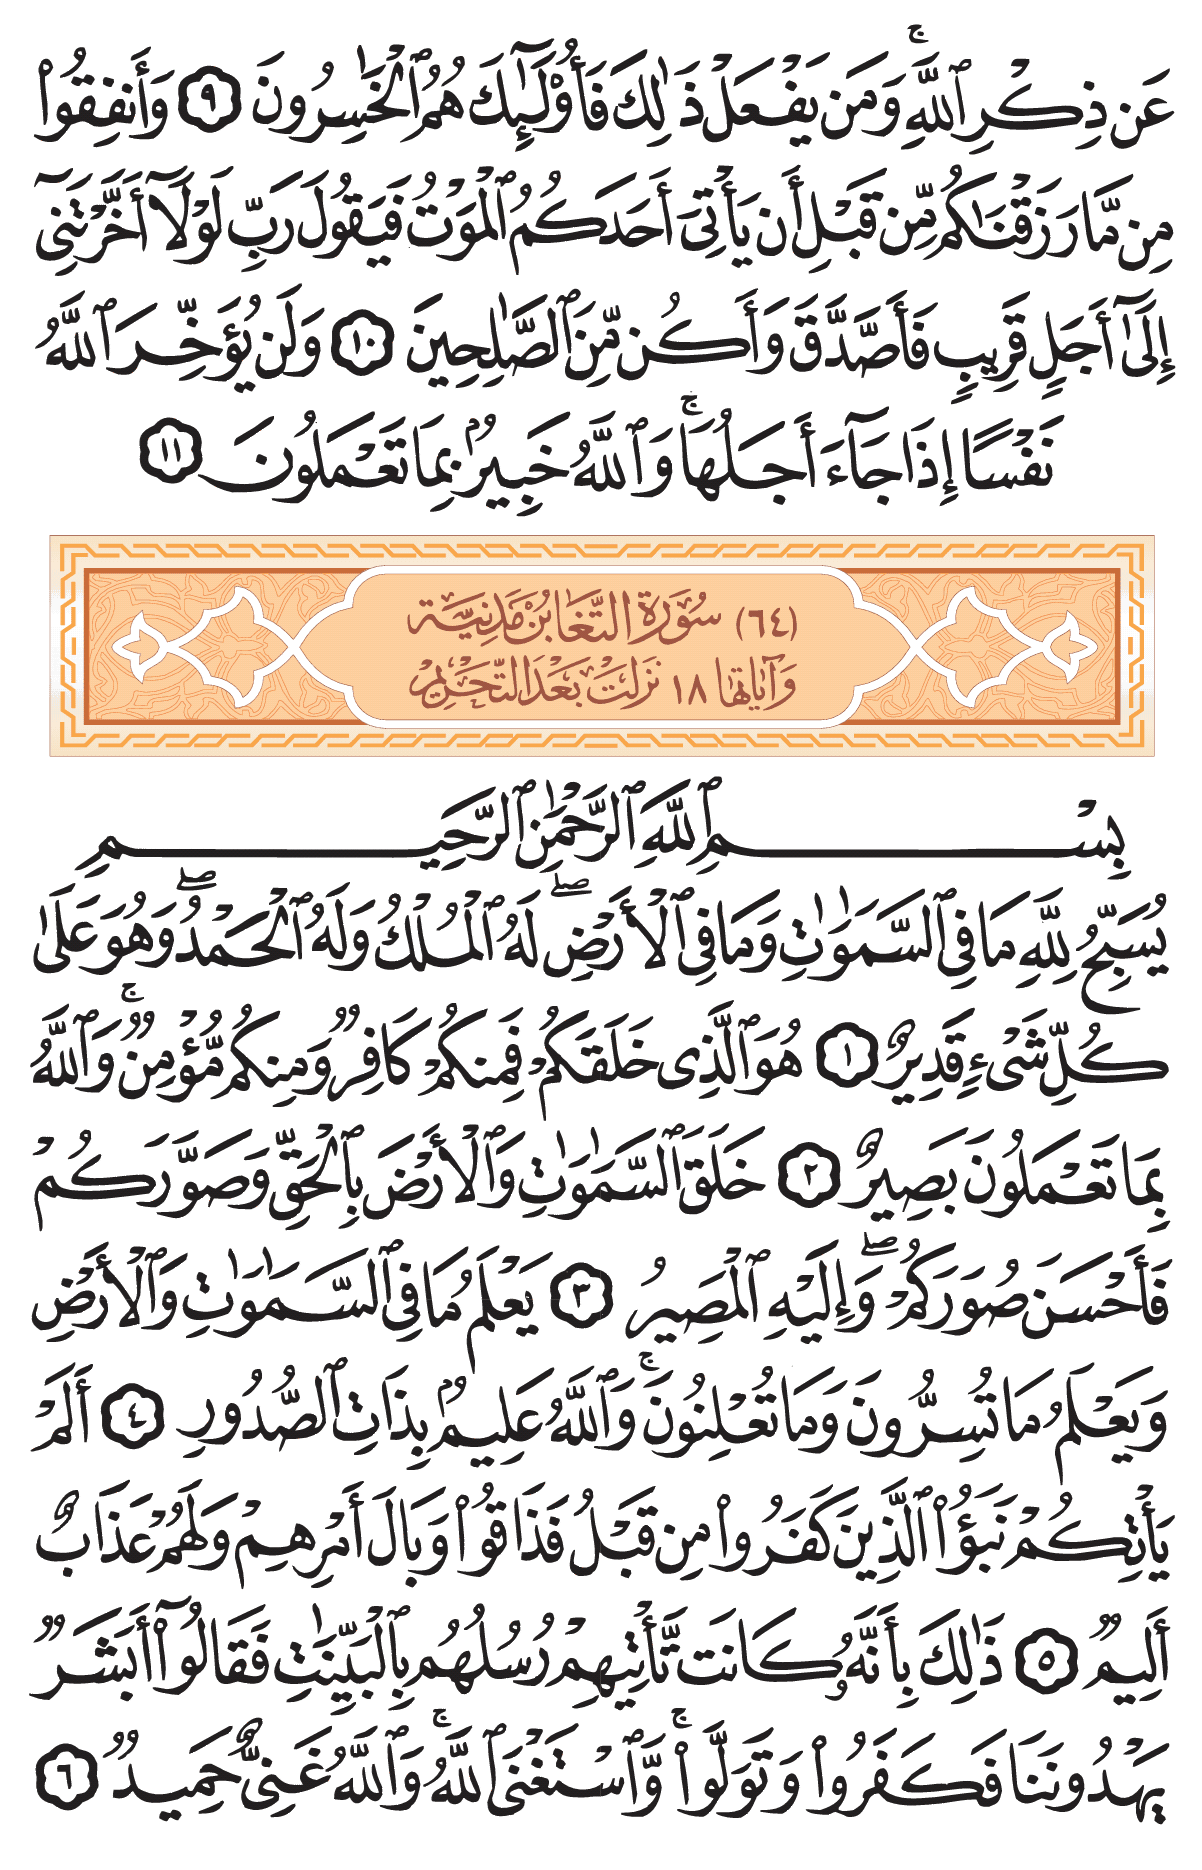 عَن ذِكْرِ ٱللَّهِۚ وَمَن يَفْعَلْ ذَٰلِكَ فَأُو۟لَـٰٓئِكَ هُمُ ٱلْخَـٰسِرُونَ ٩ وَأَنفِقُوا۟
مِن مَّا رَزَقْنَـٰكُم مِّن قَبْلِ أَن يَأْتِىَ أَحَدَكُمُ ٱلْمَوْتُ فَيَقُولَ رَبِّ لَوْلَآ أَخَّرْتَنِىٓ
إِلَىٰٓ أَجَلٍ قَرِيبٍ فَأَصَّدَّقَ وَأَكُن مِّنَ ٱلصَّـٰلِحِينَ ١٠ وَلَن يُؤَخِّرَ ٱللَّهُ
نَفْسًا إِذَا جَآءَ أَجَلُهَاۚ وَٱللَّهُ خَبِيرٌۢ بِمَا تَعْمَلُونَ ١١
(٦٤) سُوْرَة التَّغَابُنْ مَدَنِيَّة
وَآيَاتُهَا ١٨ نَزَلَتْ بَعْدَ التَّحْرِيمْ
بِسْمِ ٱللَّهِ ٱلرَّحْمَـٰنِ ٱلرَّحِيمِ
يُسَبِّحُ لِلَّهِ مَا فِى ٱلسَّمَـٰوَٰتِ وَمَا فِى ٱلْأَرْضِۖ لَهُ ٱلْمُلْكُ وَلَهُ ٱلْحَمْدُۖ وَهُوَ عَلَىٰ
كُلِّ شَىْءٍ قَدِيرٌ ١ هُوَ ٱلَّذِى خَلَقَكُمْ فَمِنكُمْ كَافِرٌ وَمِنكُم مُّؤْمِنٌۚ وَٱللَّهُ
بِمَا تَعْمَلُونَ بَصِيرٌ ٢ خَلَقَ ٱلسَّمَـٰوَٰتِ وَٱلْأَرْضَ بِٱلْحَقِّ وَصَوَّرَكُمْ
فَأَحْسَنَ صُوَرَكُمْۖ وَإِلَيْهِ ٱلْمَصِيرُ ٣ يَعْلَمُ مَا فِى ٱلسَّمَـٰوَٰتِ وَٱلْأَرْضِ
وَيَعْلَمُ مَا تُسِرُّونَ وَمَا تُعْلِنُونَۚ وَٱللَّهُ عَلِيمٌۢ بِذَاتِ ٱلصُّدُورِ ٤ أَلَمْ
يَأْتِكُمْ نَبَؤُا۟ ٱلَّذِينَ كَفَرُوا۟ مِن قَبْلُ فَذَاقُوا۟ وَبَالَ أَمْرِهِمْ وَلَهُمْ عَذَابٌ
أَلِيمٌ ٥ ذَٰلِكَ بِأَنَّهُۥ كَانَت تَّأْتِيهِمْ رُسُلُهُم بِٱلْبَيِّنَـٰتِ فَقَالُوٓا۟ أَبَشَرٌ
يَهْدُونَنَا فَكَفَرُوا۟ وَتَوَلَّوا۟ۚ وَّٱسْتَغْنَى ٱللَّهُۚ وَٱللَّهُ غَنِىٌّ حَمِيدٌ ٦